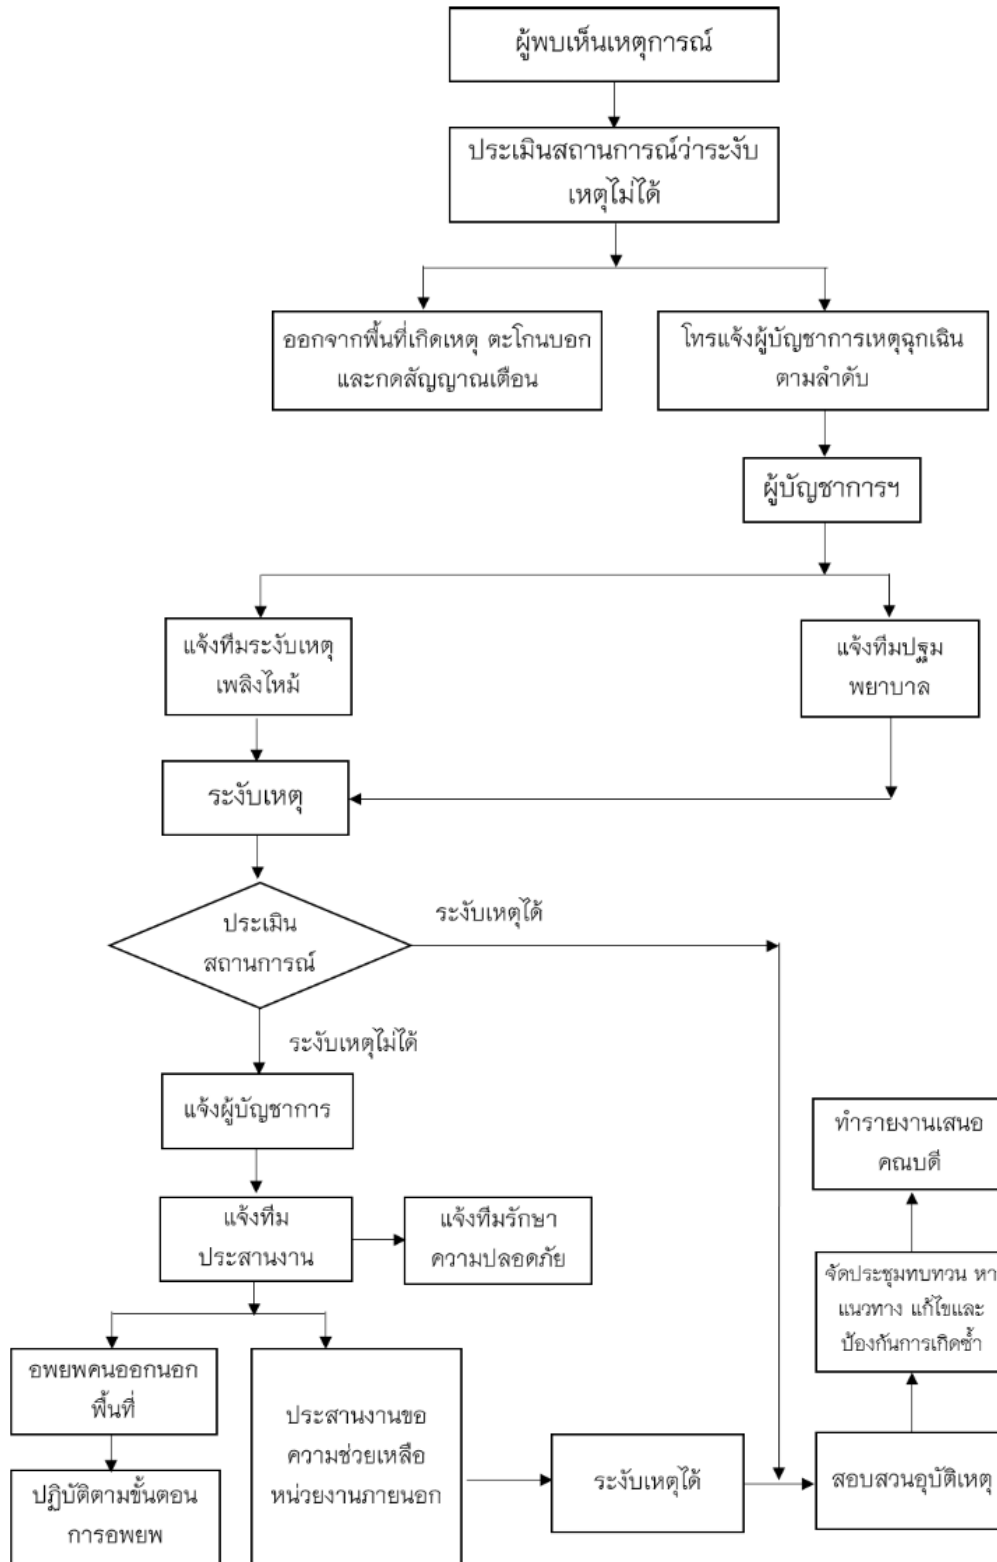 ผู้พบเห็นเหตุการณ์
ประเมินสถานการณ์ว่าระงับ
เหตุไม่ได้
ออกจากพื้นที่เกิดเหตุ ตะโกนบอก
และกดสัญญาณเตือน
โทรแจ้งผู้บัญชาการเหตุฉุกเฉิน
ตามลำดับ
ผู้บัญชาการฯ
แจ้งทีมระงับเหตุ
เพลิงไหม้
แจ้งทีมปฐม
พยาบาล
ระงับเหตุ
ประเมิน
สถานการณ์
ระงับเหตุได้
ระงับเหตุไม่ได้
แจ้งผู้บัญชาการ
แจ้งทีม
ประสานงาน
แจ้งทีมรักษา
ความปลอดภัย
อพยพคนออกนอก
พื้นที่
ปฏิบัติตามขั้นตอน
การอพยพ
ประสานงานขอ
ความช่วยเหลือ
หน่วยงานภายนอก
ระงับเหตุได้
สอบสวนอุบัติเหตุ
จัดประชุมทบทวน หา
แนวทาง แก้ไขและ
ป้องกันการเกิดซ้ำ
ทำรายงานเสนอ
คณบดี